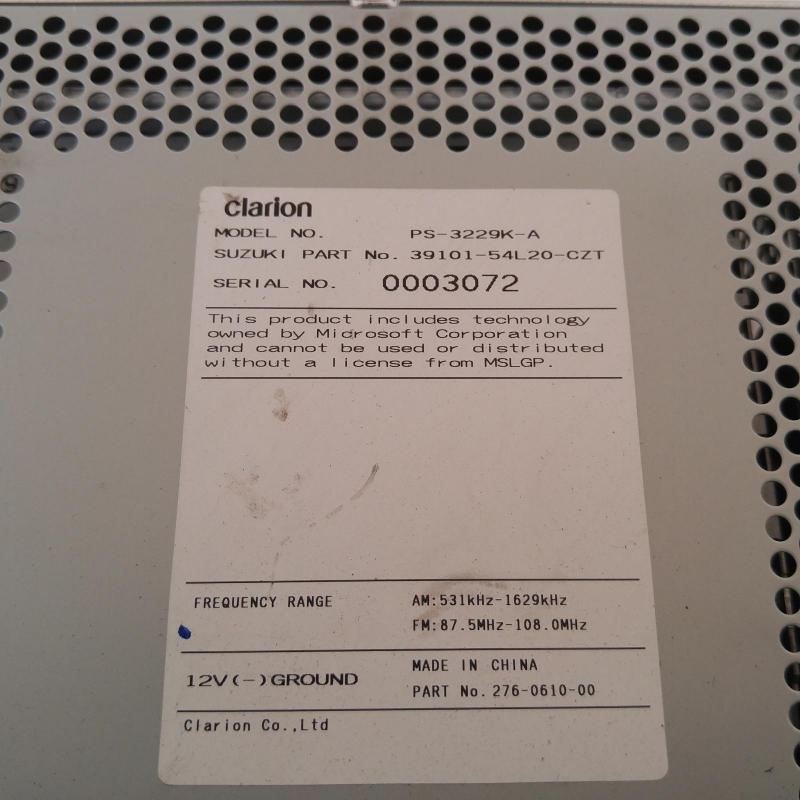 clarion
MODEL NO. PS-3229K-A
SUZUKI PART No. 39101-54L20-CZT
SERIAL NO. 0003072
This product includes technology
owned by Microsoft Corporation
and cannot be used or distributed
without a license from MSLGP.
FREQUENCY RANGE AM:531kHz-1629kHz
FM:87.5MHz-108.0MHz
12V(-)GROUND MADE IN CHINA
PART No.276-0610-00
Clarion Co.,Ltd